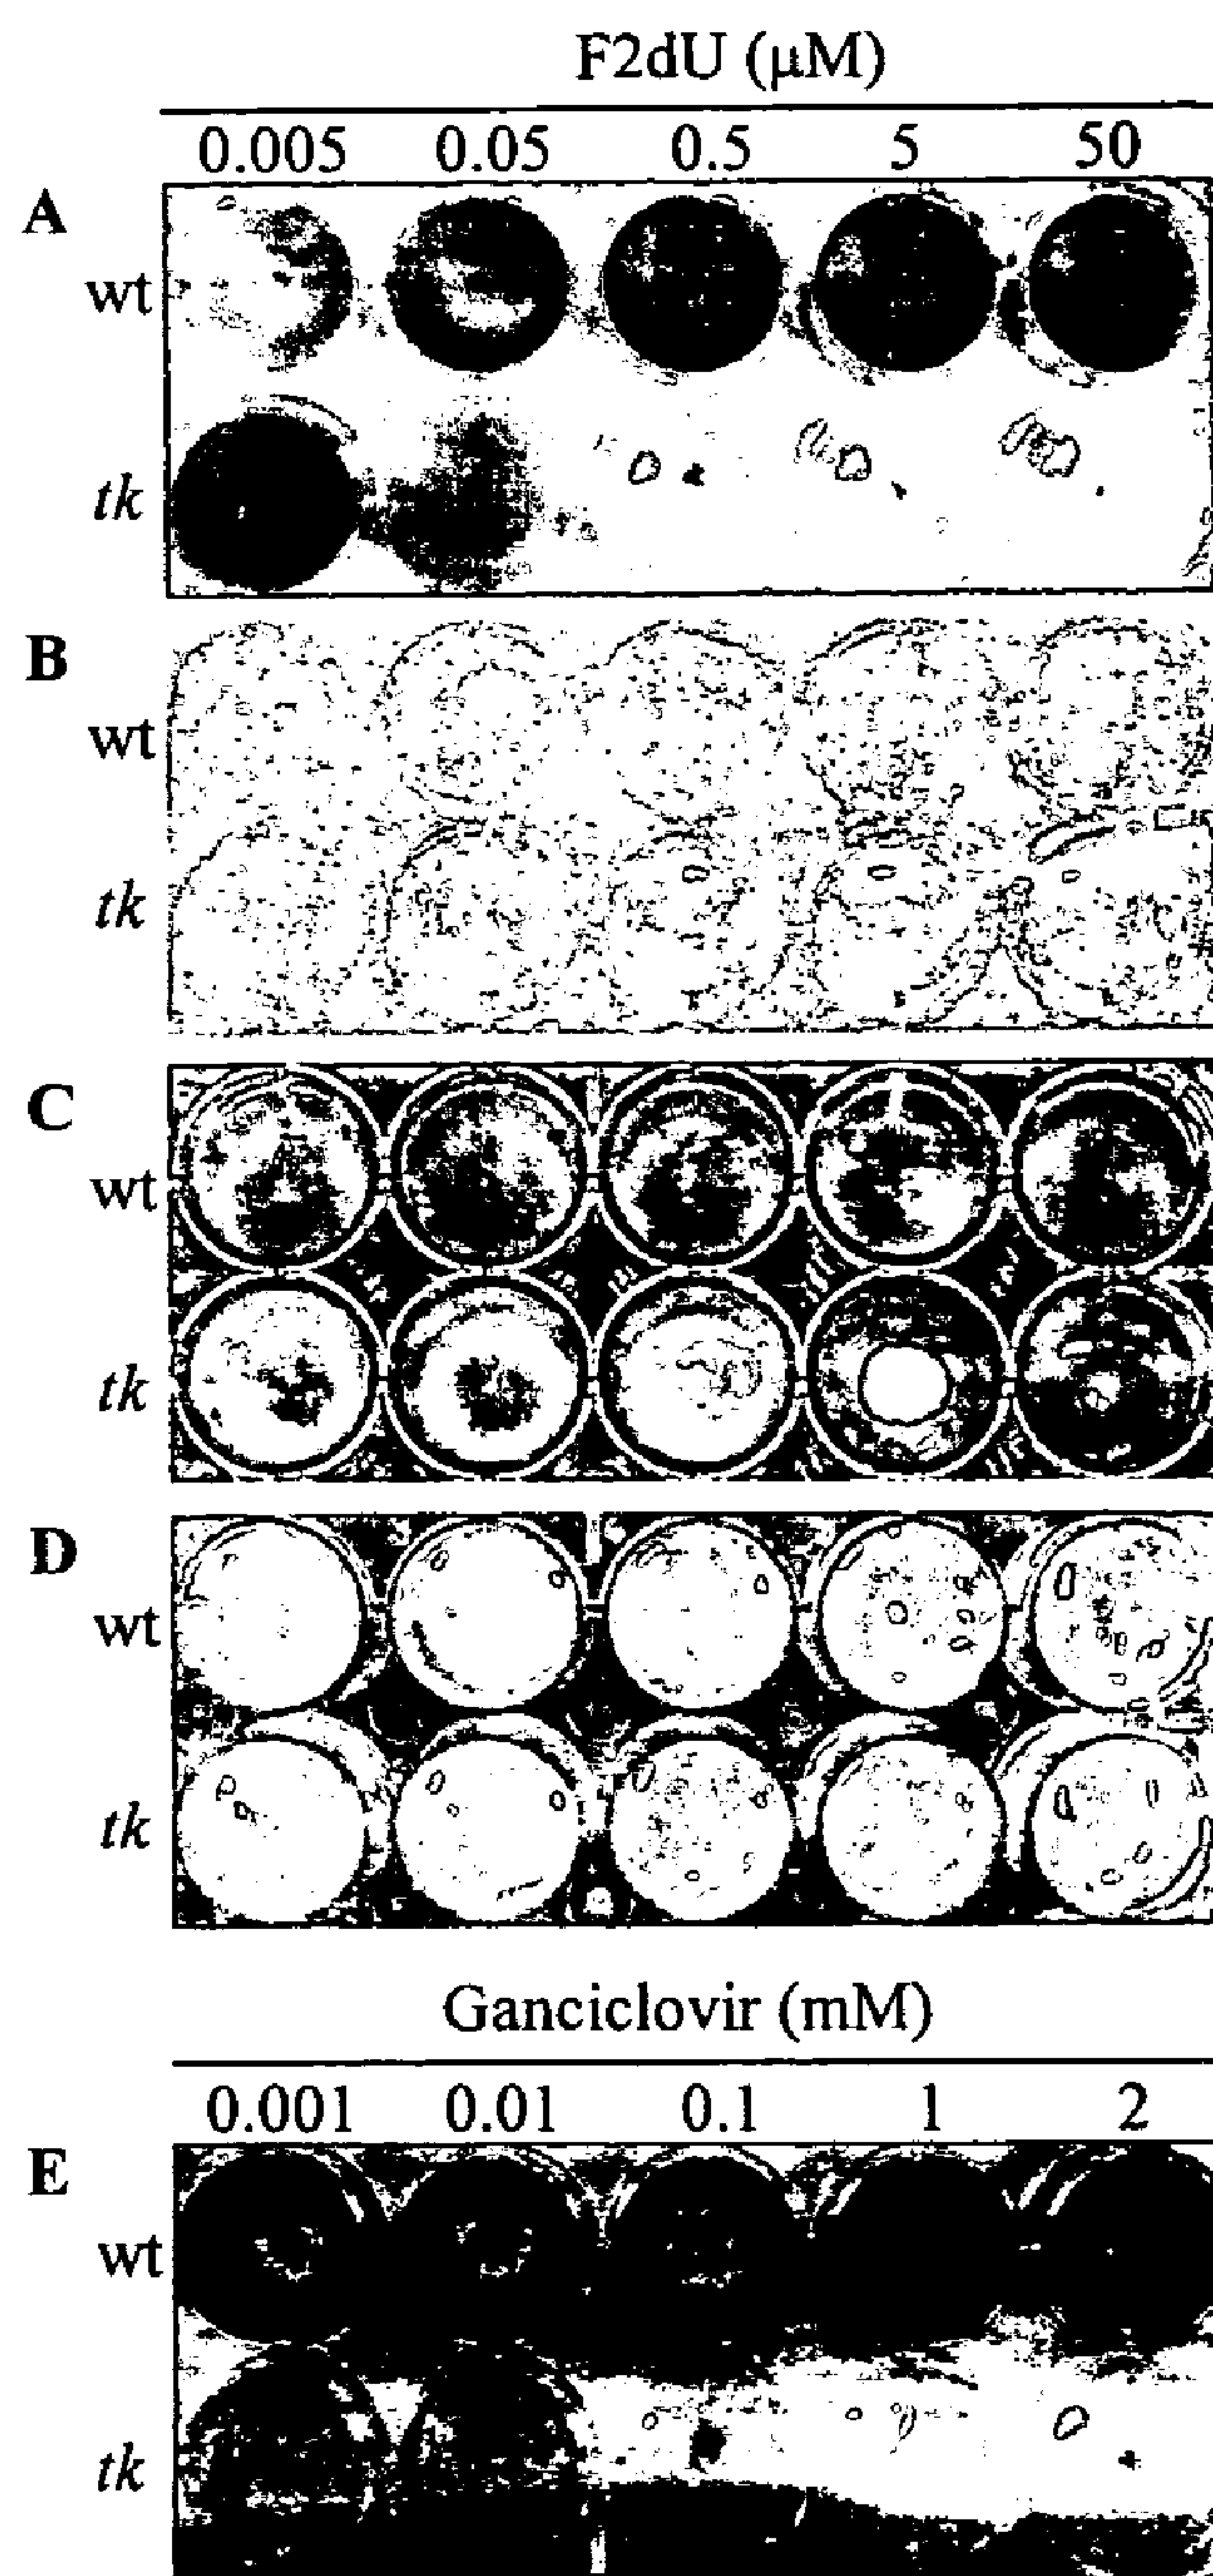 F2dU (μM)
0.005 0.05 0.5 5 50
A
wt
tk
B
wt
tk
C
wt
tk
D
wt
tk
Ganciclovir (mM)
0.001 0.01 0.1 1 2
E
wt
tk